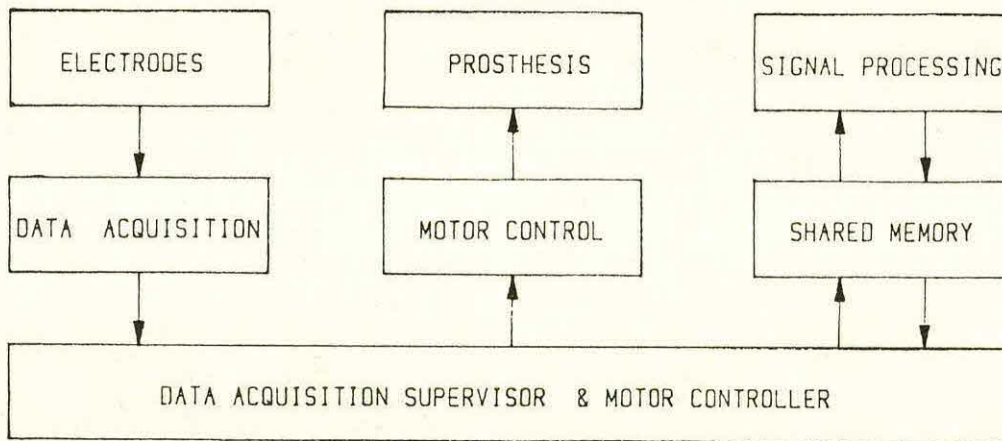 ELECTRODES
PROSTHESIS
SIGNAL PROCESSING
DATA ACQUISITION
MOTOR CONTROL
SHARED MEMORY
DATA ACQUISITION SUPERVISOR & MOTOR CONTROLLER